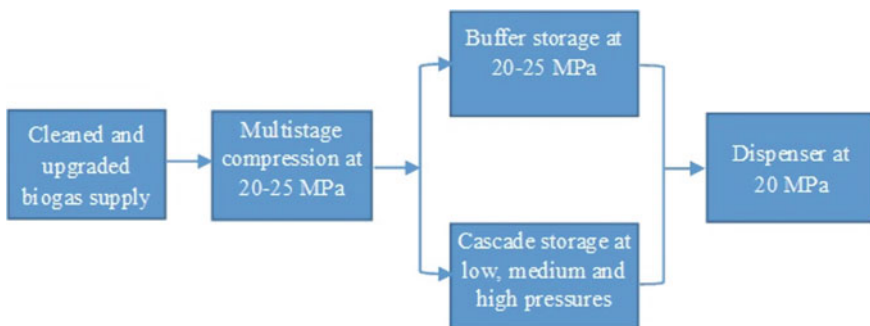 Cleaned and
upgraded
biogas supply
Multistage
compression at
20-25 MPa
Buffer storage at
20-25 MPa
Cascade storage at
low, medium and
high pressures
Dispenser at
20 MPa